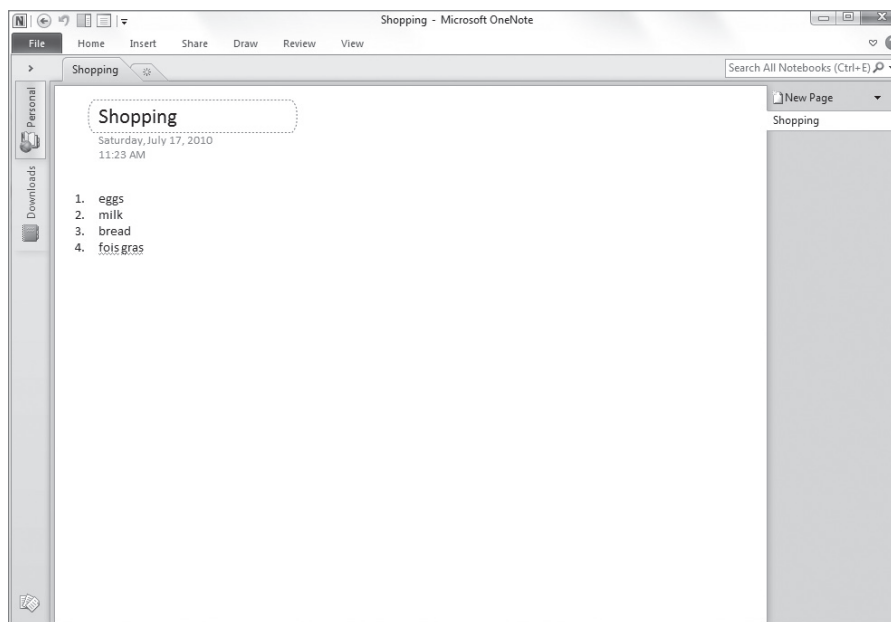 Shopping - Microsoft OneNote
File Home Insert Share Draw Review View
Shopping
Search All Notebooks (Ctrl+E)
Personal
Downloads
New Page
Shopping
Shopping
Saturday, July 17, 2010
11:23 AM
1. eggs
2. milk
3. bread
4. fois gras